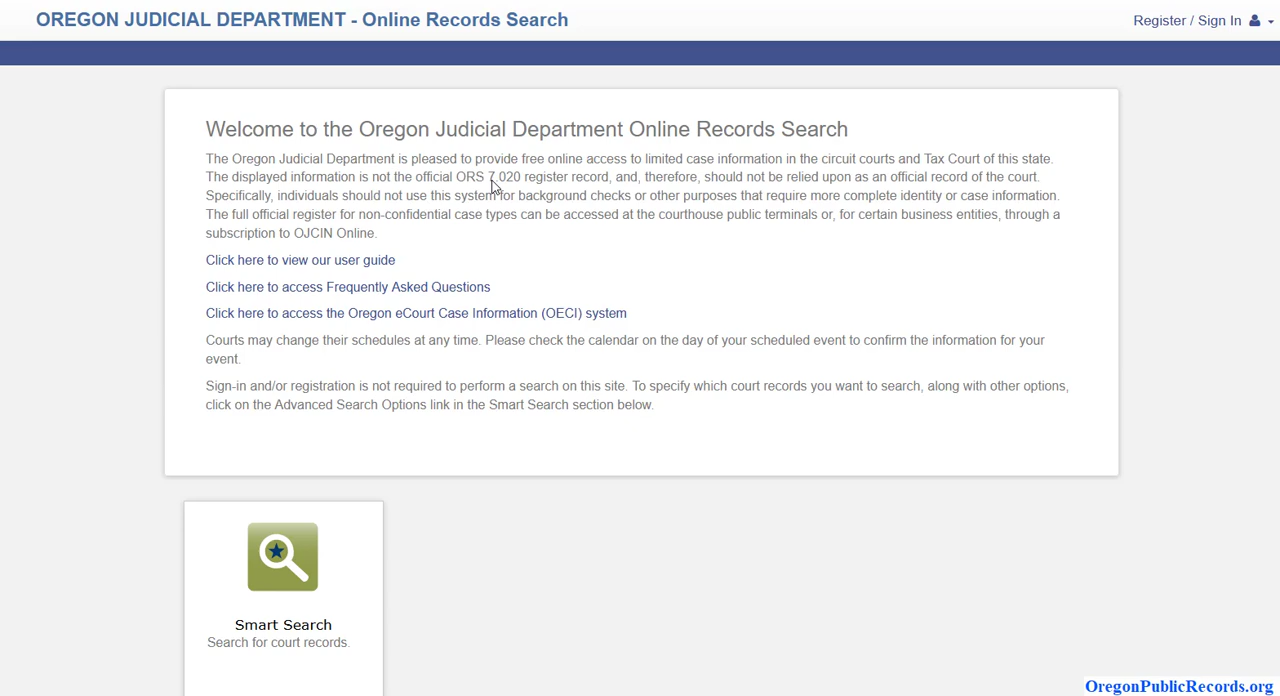 OREGON JUDICIAL DEPARTMENT - Online Records Search
Register / Sign In
Welcome to the Oregon Judicial Department Online Records Search
The Oregon Judicial Department is pleased to provide free online access to limited case information in the circuit courts and Tax Court of this state.
The displayed information is not the official ORS 7.020 register record, and, therefore, should not be relied upon as an official record of the court.
Specifically, individuals should not use this system for background checks or other purposes that require more complete identity or case information.
The full official register for non-confidential case types can be accessed at the courthouse public terminals or, for certain business entities, through a
subscription to OJCIN Online.
Click here to view our user guide
Click here to access Frequently Asked Questions
Click here to access the Oregon eCourt Case Information (OECI) system
Courts may change their schedules at any time. Please check the calendar on the day of your scheduled event to confirm the information for your
event.
Sign-in and/or registration is not required to perform a search on this site. To specify which court records you want to search, along with other options,
click on the Advanced Search Options link in the Smart Search section below.
Smart Search
Search for court records.
OregonPublicRecords.org